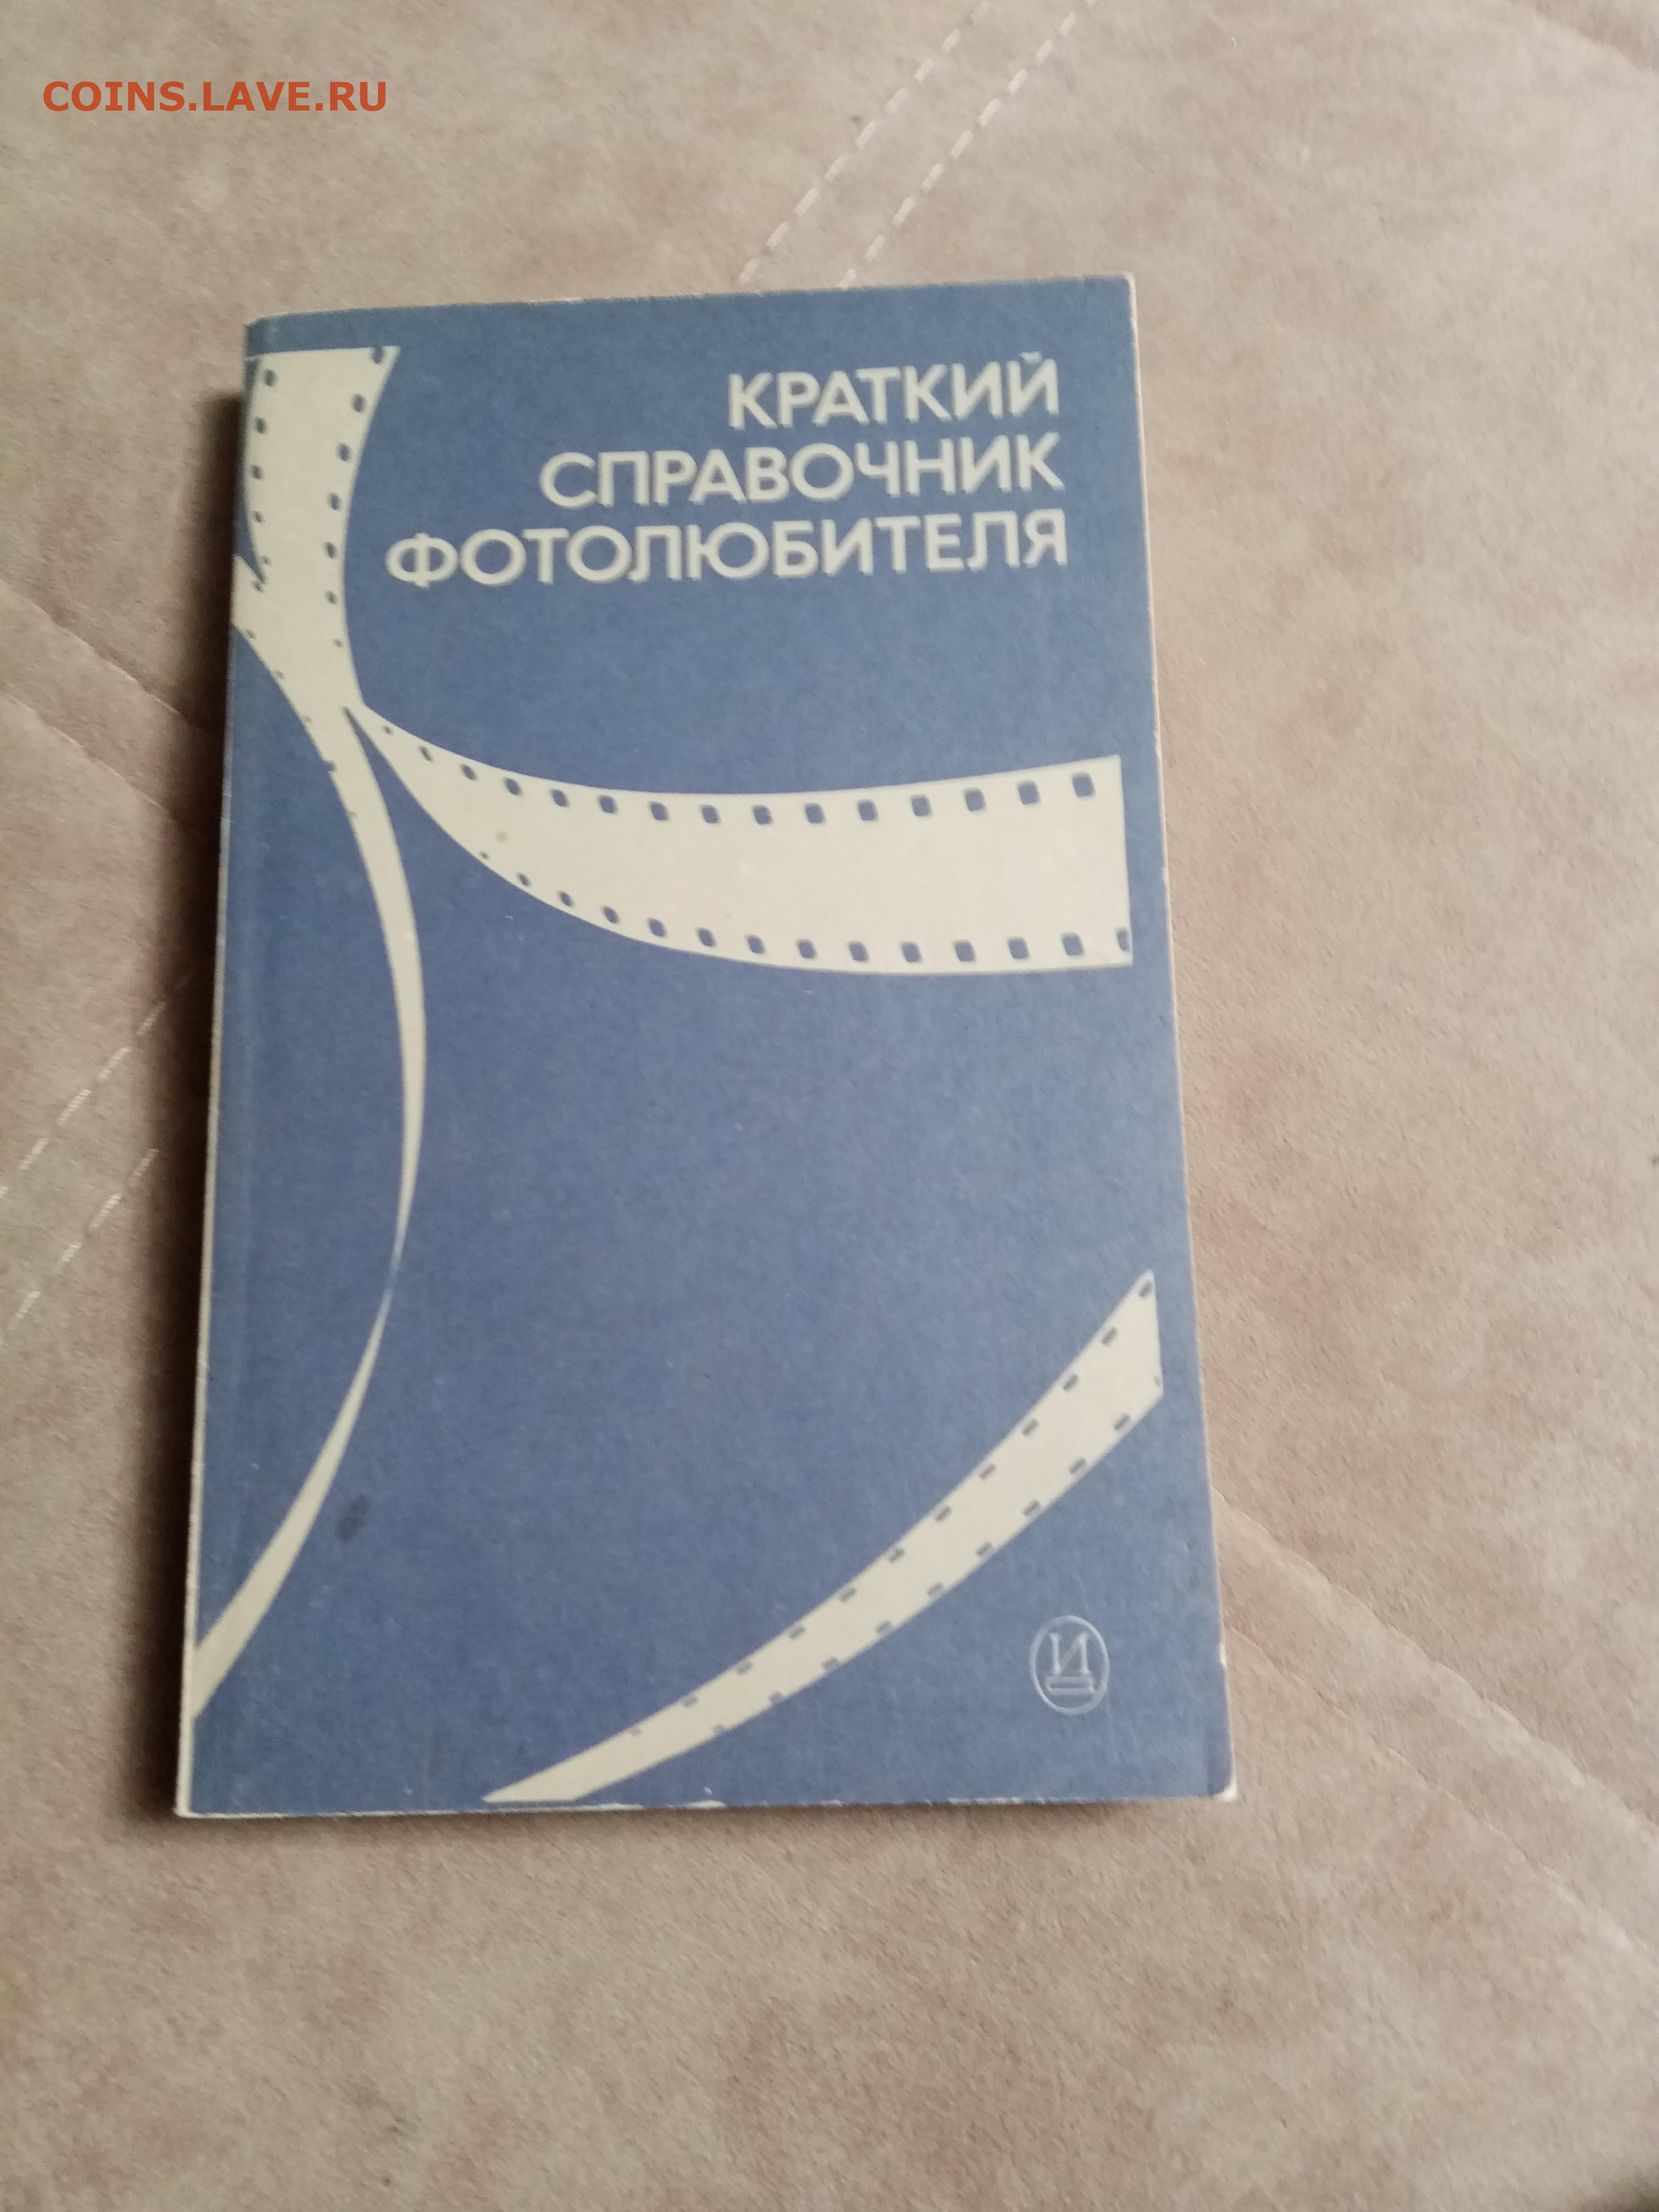 COINS.LAVE.RU
КРАТКИЙ
СПРАВОЧНИК
ФОТОЛЮБИТЕЛЯ
И